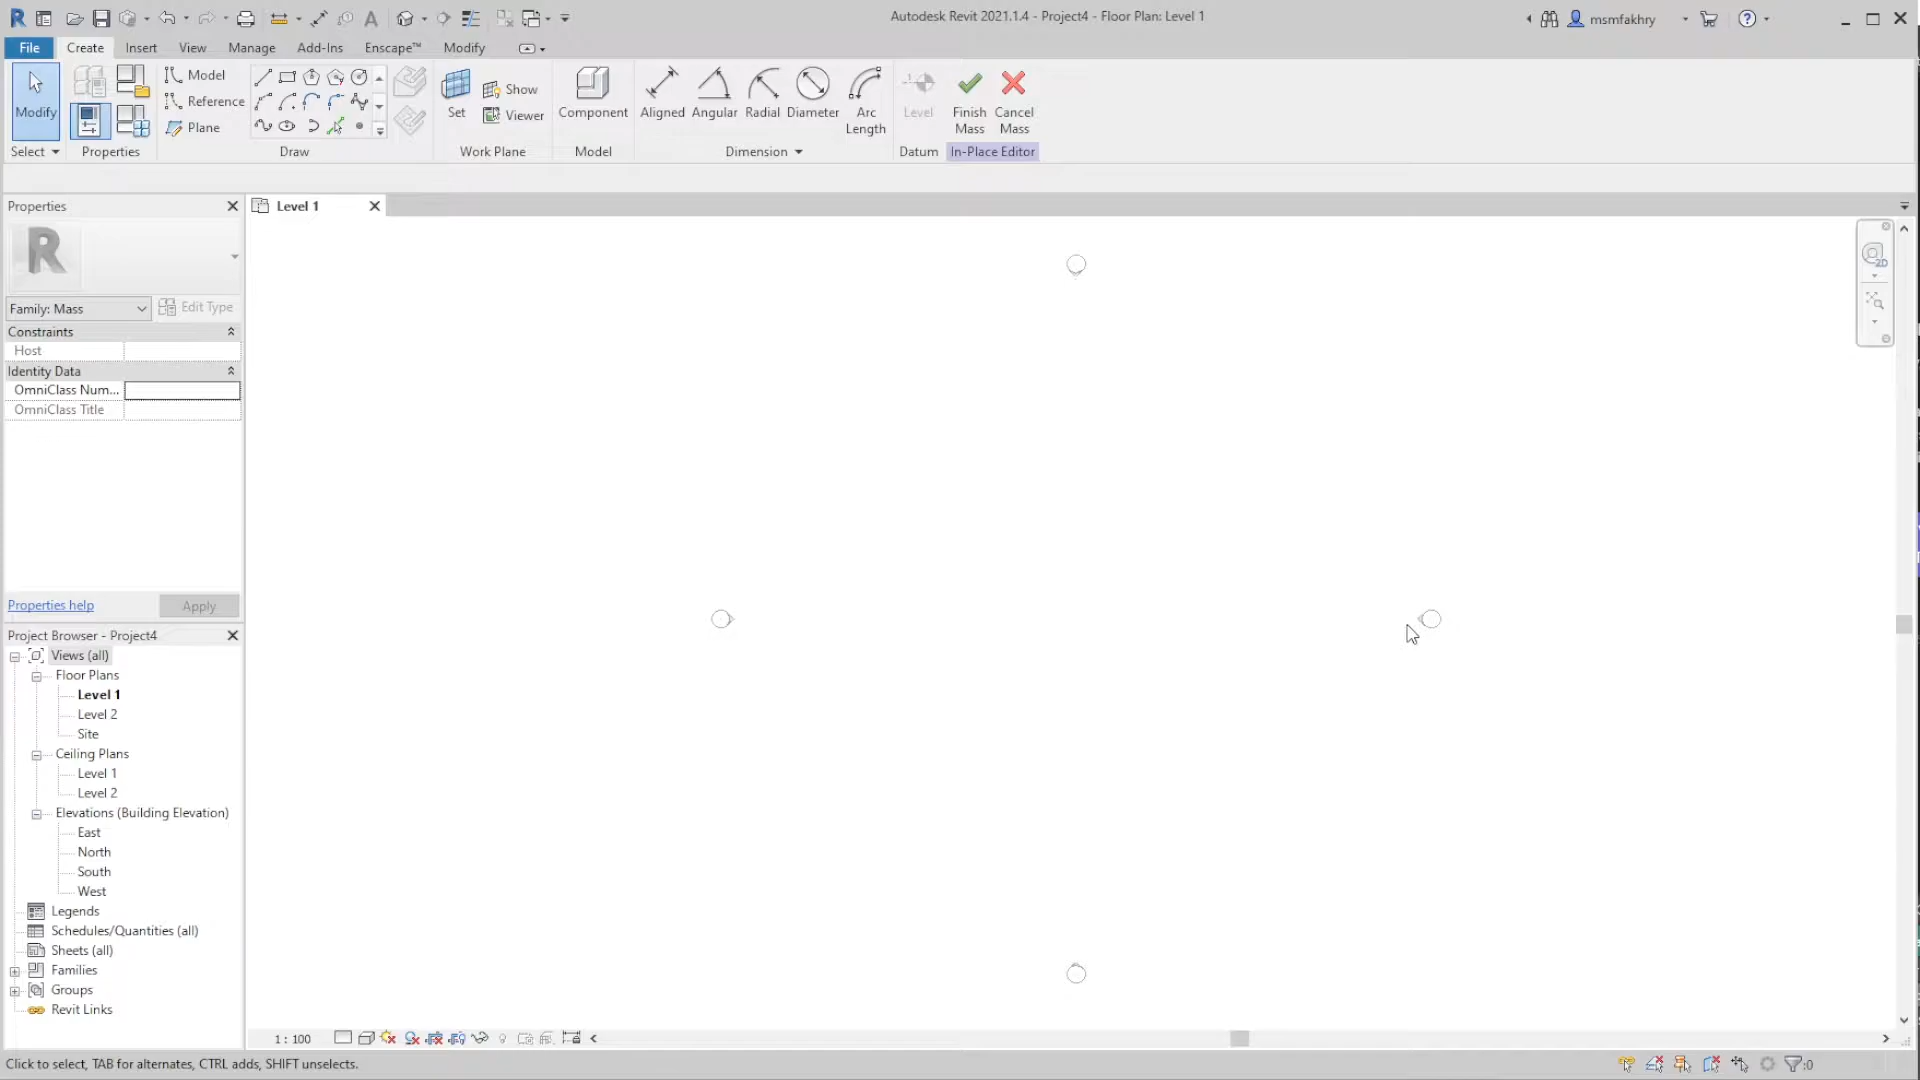 Autodesk Revit 2021.1.4 - Project4 - Floor Plan: Level 1
msmfakhry
File
Create
Insert
View
Manage
Add-Ins
Enscape™
Modify
Modify
Model
Reference
Plane
Set
Show
Viewer
Component
Aligned
Angular
Radial
Diameter
Arc
Length
Level
Finish
Mass
Cancel
Mass
Select
Properties
Draw
Work Plane
Model
Dimension
Datum
In-Place Editor
Properties
Level 1
2D
Family: Mass
Edit Type
Constraints
Host
Identity Data
OmniClass Num...
OmniClass Title
Properties help
Apply
Project Browser - Project4
Views (all)
Floor Plans
Level 1
Level 2
Site
Ceiling Plans
Level 1
Level 2
Elevations (Building Elevation)
East
North
South
West
Legends
Schedules/Quantities (all)
Sheets (all)
Families
Groups
Revit Links
1 : 100
Click to select, TAB for alternates, CTRL adds, SHIFT unselects.
:0